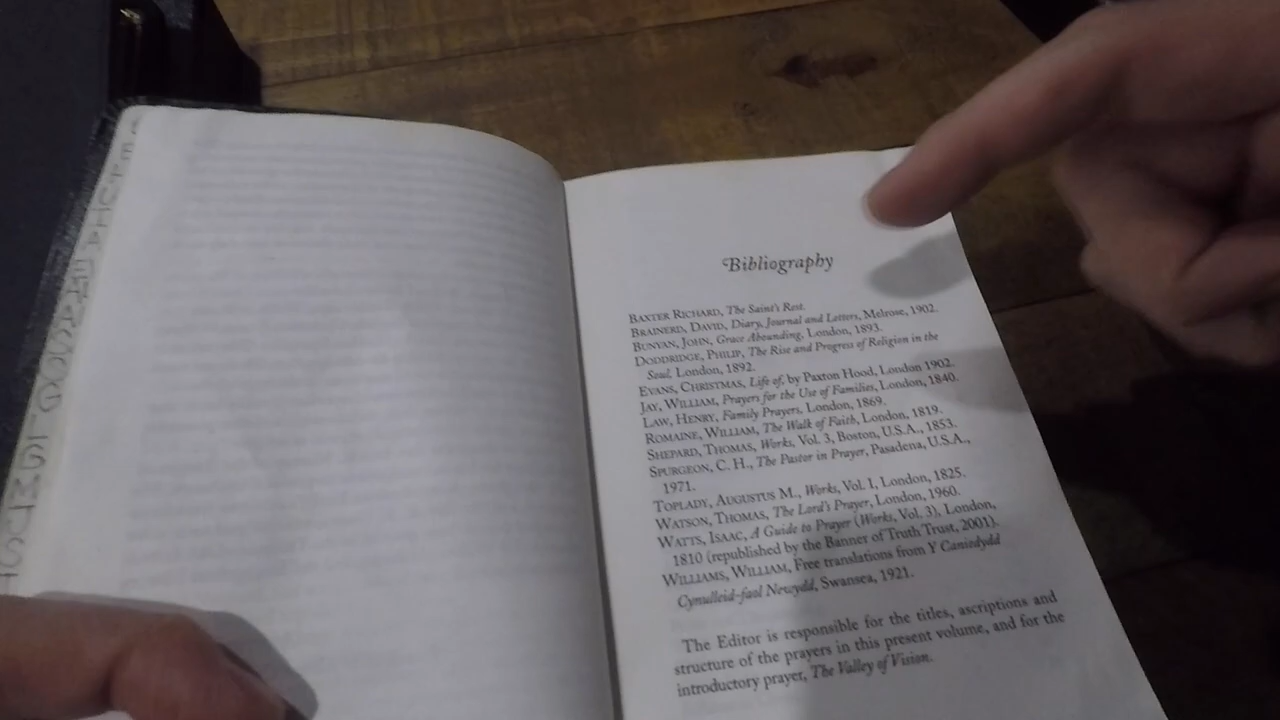 Bibliography
BAXTER RICHARD, The Saint's Rest.
BRAINERD, DAVID, Diary, Journal and Letters, Melrose, 1902.
BUNYAN, JOHN, Grace Abounding, London, 1893.
DODDRIDGE, PHILIP, The Rise and Progress of Religion in the
Soul, London, 1892.
EVANS, CHRISTMAS, Life of, by Paxton Hood, London 1902.
JAY, WILLIAM, Prayers for the Use of Families, London, 1840.
LAW, HENRY, Family Prayers, London, 1869.
ROMAINE, WILLIAM, The Walk of Faith, London, 1819.
SHEPARD, THOMAS, Works, Vol. 3, Boston, U.S.A., 1853.
SPURGEON, C. H., The Pastor in Prayer, Pasadena, U.S.A.,
1971.
TOPLADY, AUGUSTUS M., Works, Vol. I, London, 1825.
WATSON, THOMAS, The Lord's Prayer, London, 1960.
WATTS, ISAAC, A Guide to Prayer (Works, Vol. 3), London,
1810 (republished by the Banner of Truth Trust, 2001).
WILLIAMS, WILLIAM, Free translations from Y Caniedydd
Cynulleid-faol Newydd, Swansea, 1921.
The Editor is responsible for the titles, ascriptions and
structure of the prayers in this present volume, and for the
introductory prayer, The Valley of Vision.